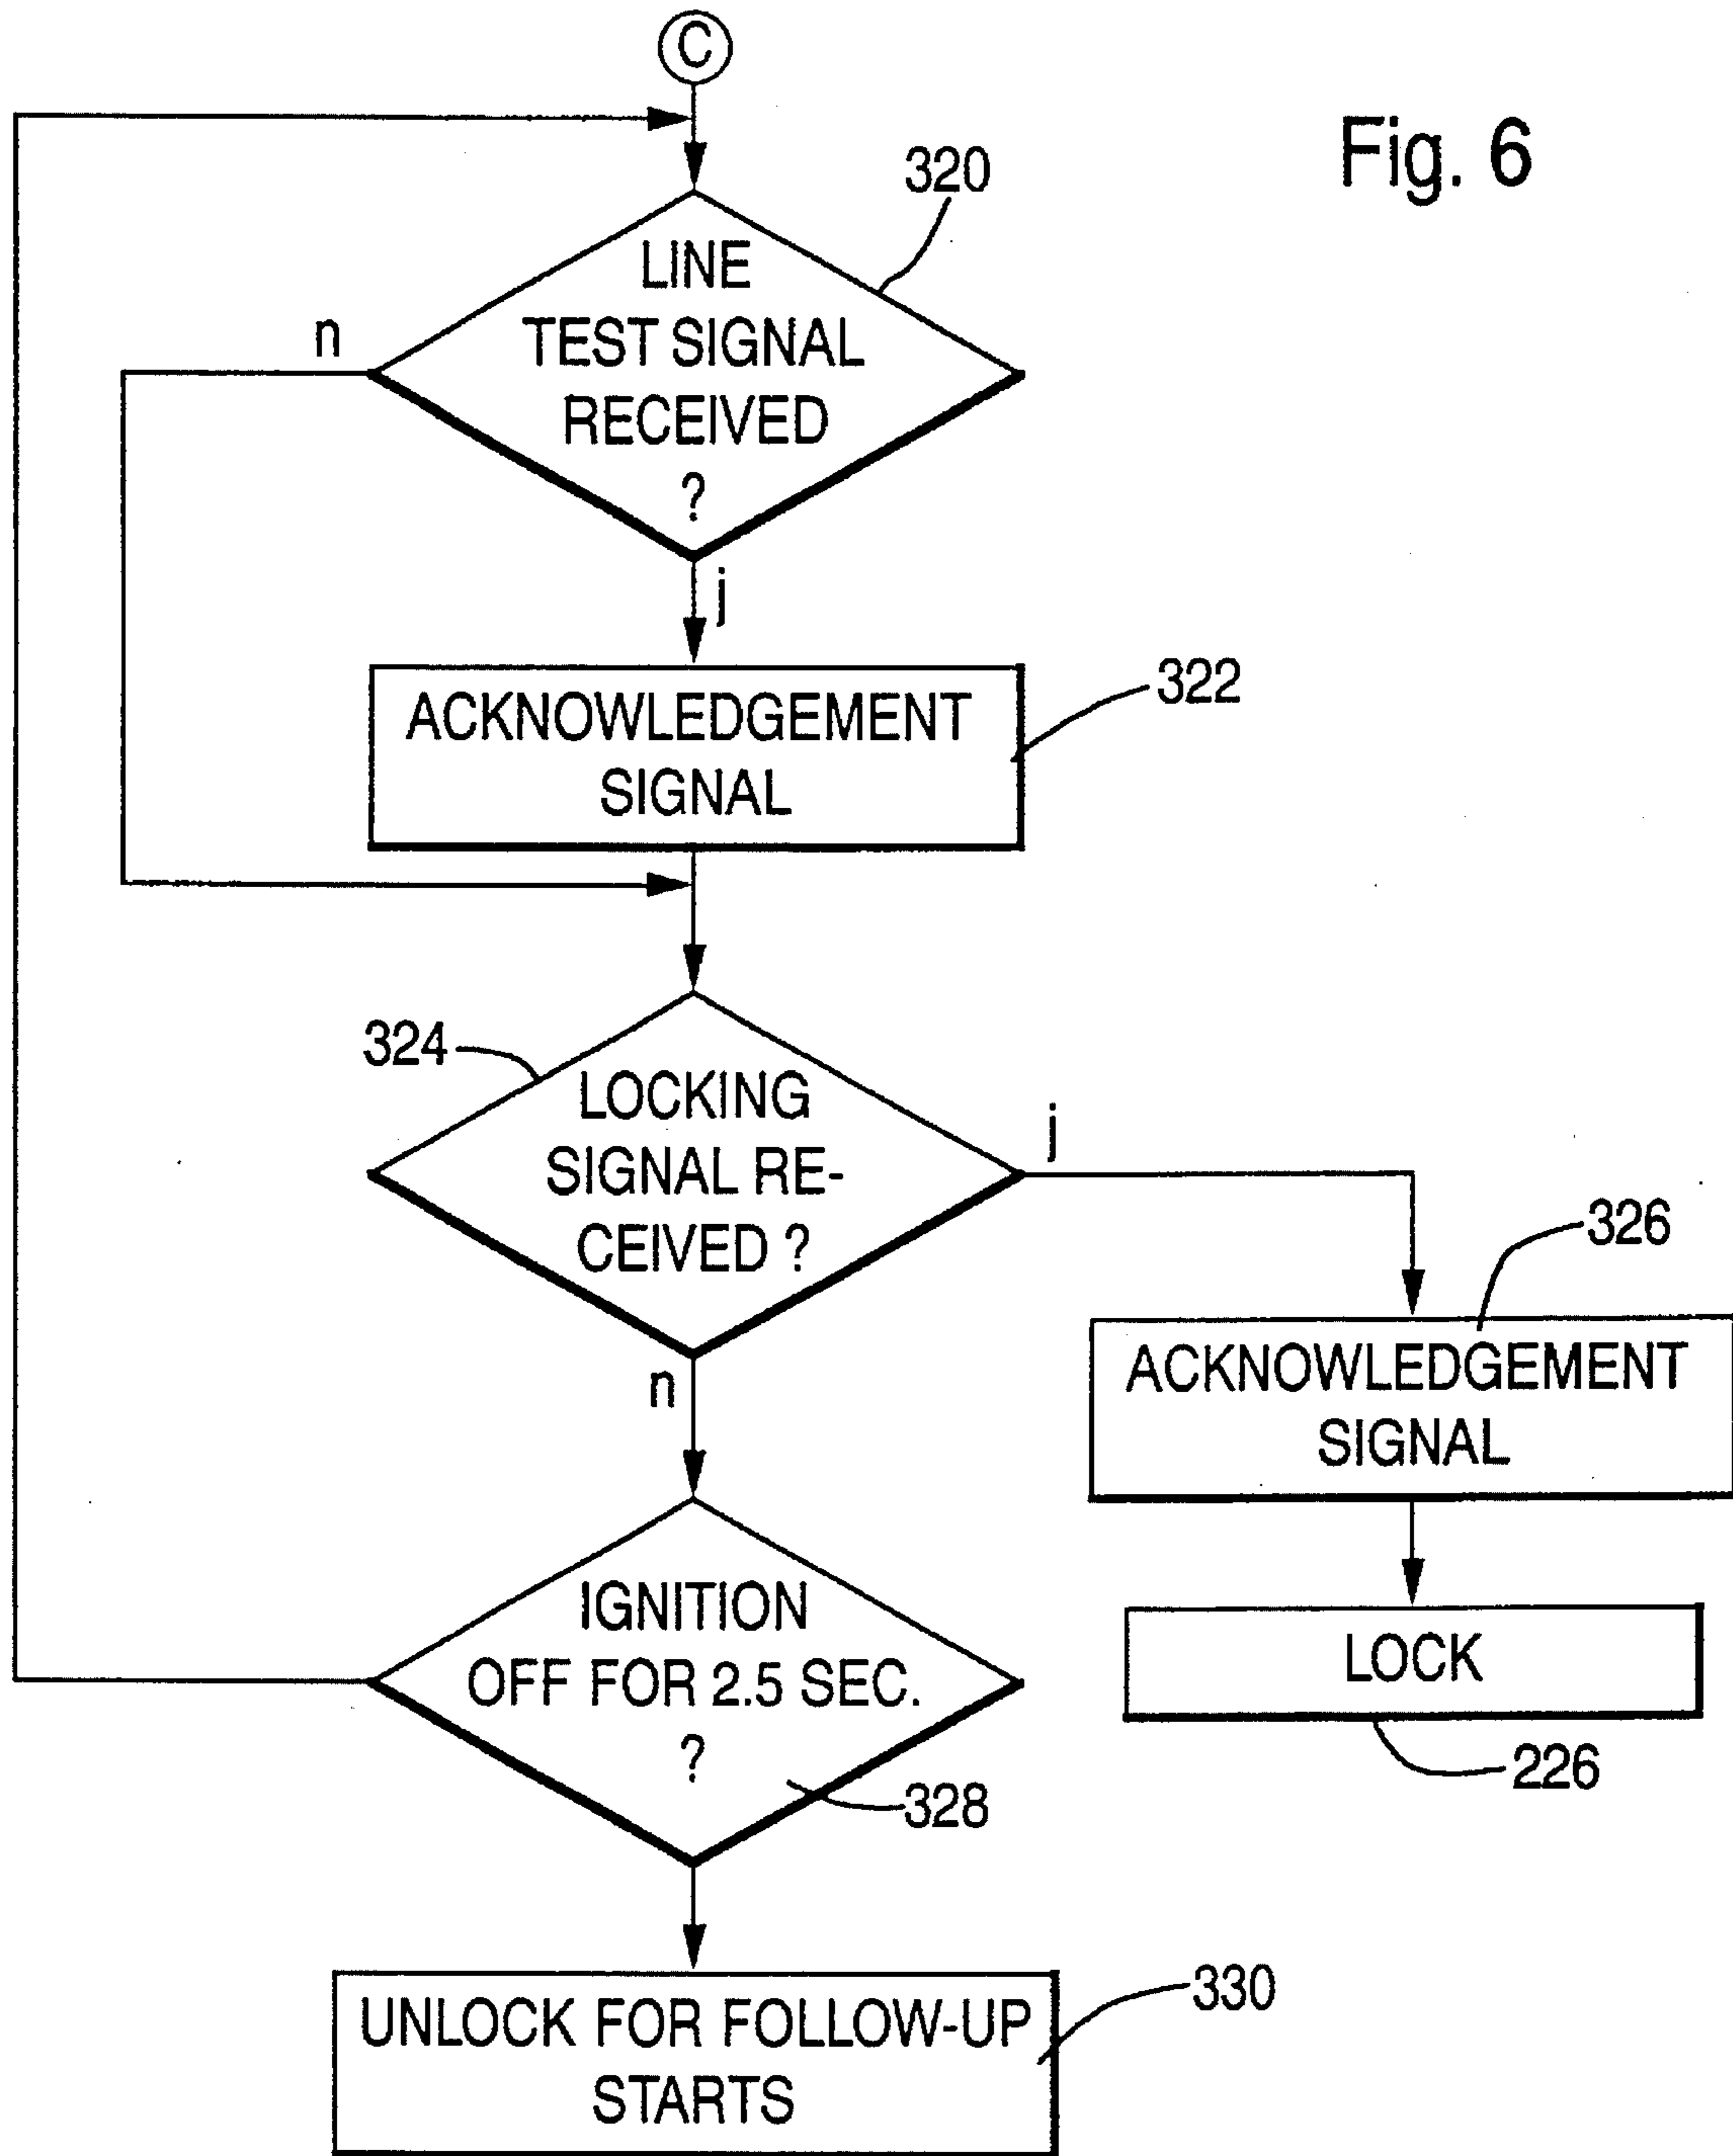 C
Fig. 6
320
LINE
TEST SIGNAL
RECEIVED
?
n
j
ACKNOWLEDGEMENT
SIGNAL
322
324
LOCKING
SIGNAL RE-
CEIVED ?
j
n
326
ACKNOWLEDGEMENT
SIGNAL
LOCK
226
IGNITION
OFF FOR 2.5 SEC.
?
328
UNLOCK FOR FOLLOW-UP
STARTS
330